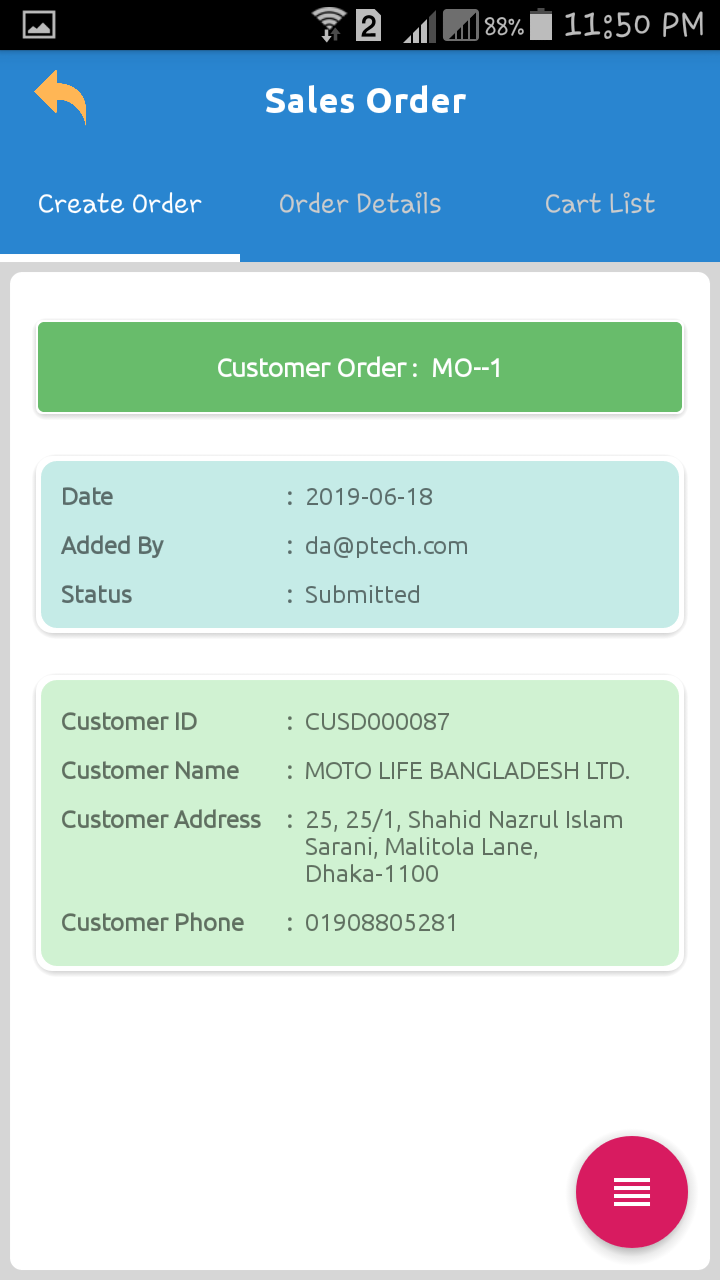 2 88% 11:50 PM
Sales Order
Create Order Order Details Cart List
Customer Order : MO--1
Date : 2019-06-18
Added By : da@ptech.com
Status : Submitted
Customer ID : CUSD000087
Customer Name : MOTO LIFE BANGLADESH LTD.
Customer Address : 25, 25/1, Shahid Nazrul Islam
Sarani, Malitola Lane,
Dhaka-1100
Customer Phone : 01908805281